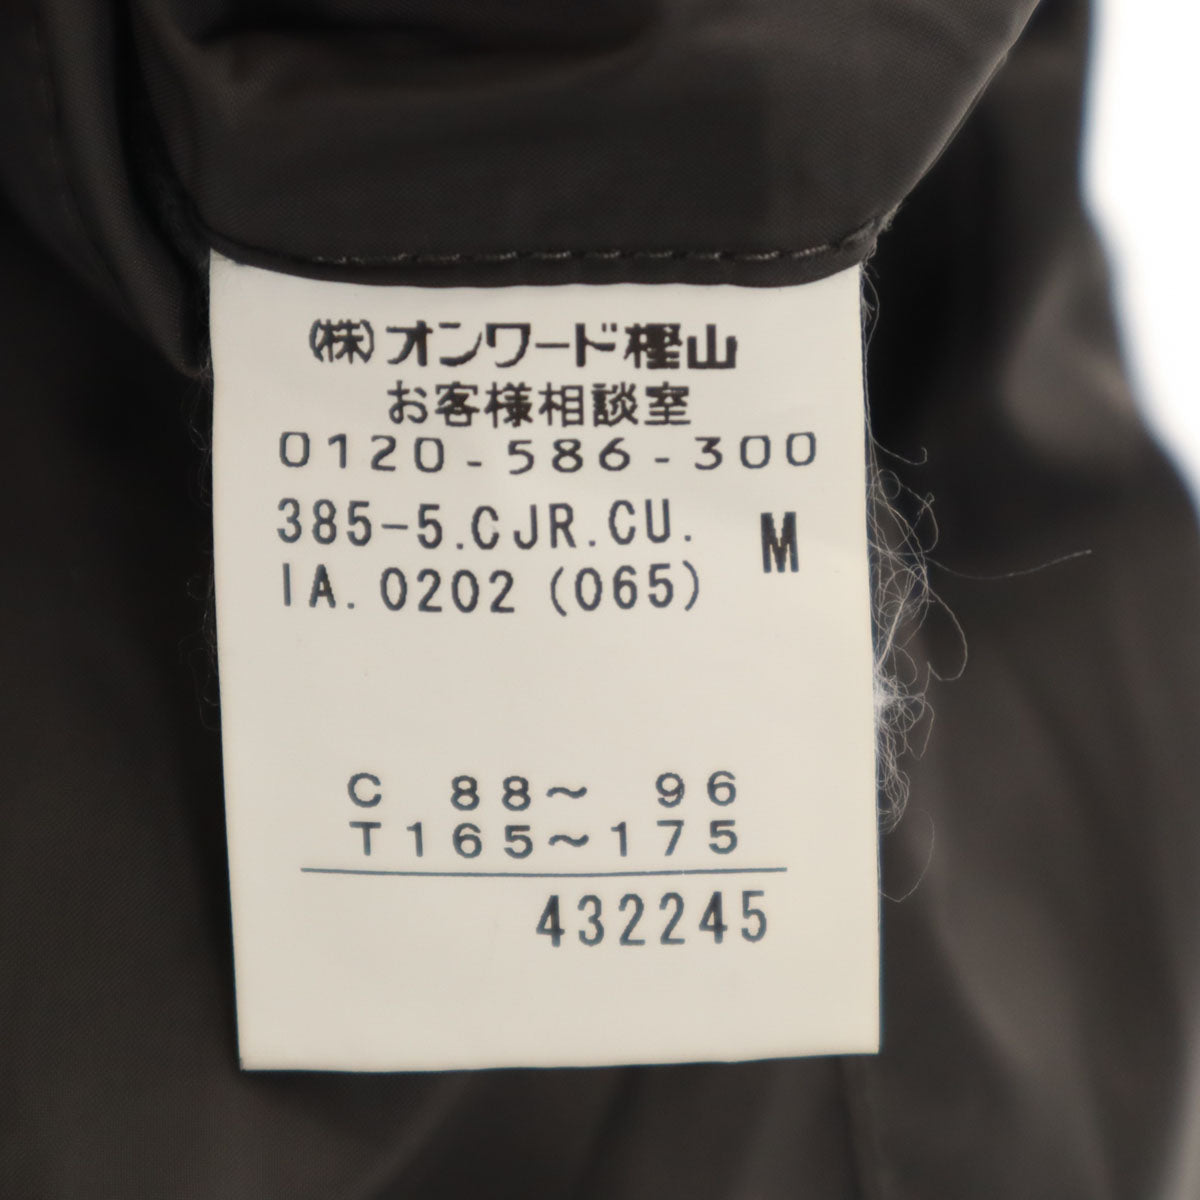 (株)オンワード樫山
お客様相談室
0120-586-300
385-5.CJR.CU. M
IA.0202(065)
C 88〜 96
T165〜175
432245